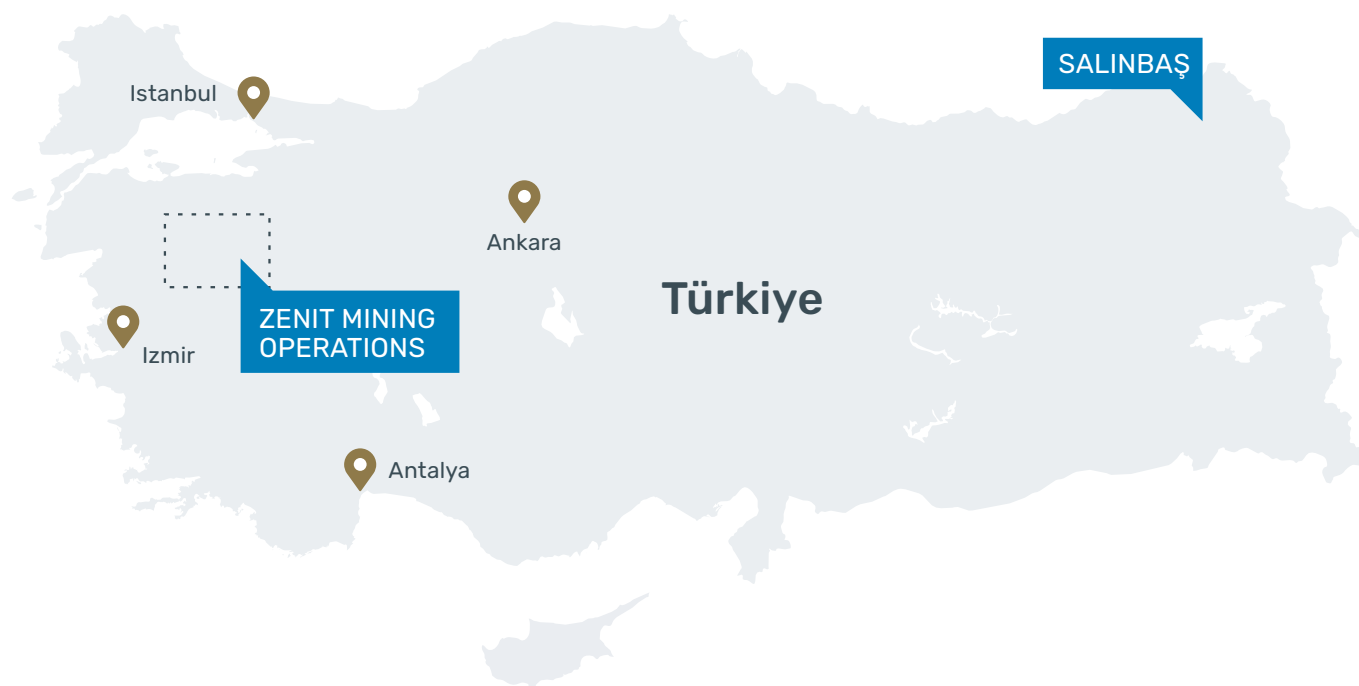 SALINBAŞ
Istanbul
Ankara
Türkiye
ZENIT MINING
OPERATIONS
Izmir
Antalya